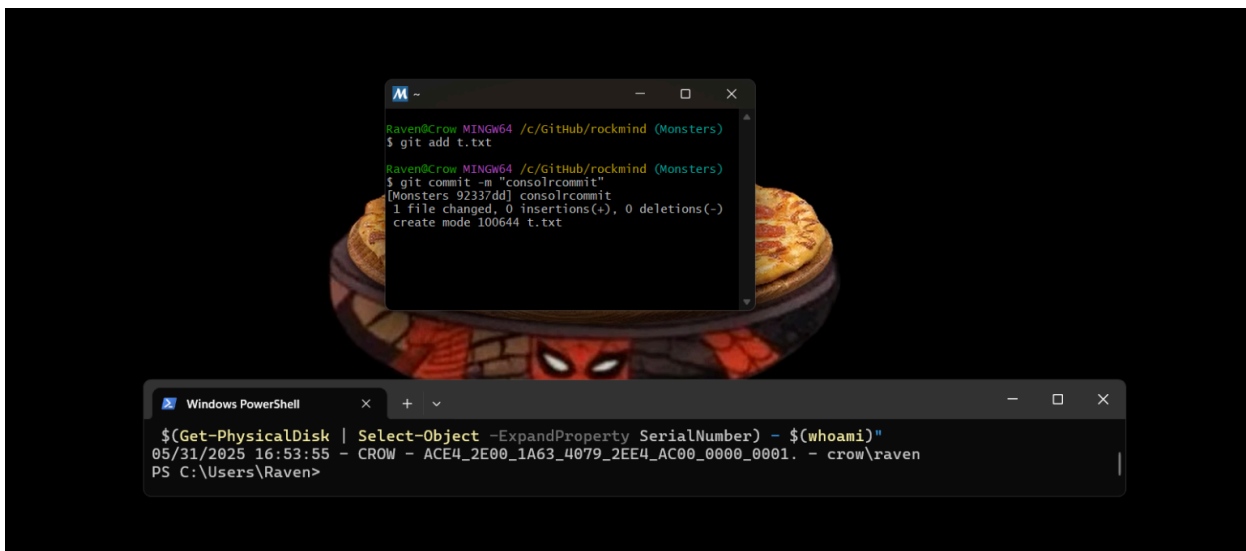 ~
Raven@Crow MINGW64 /c/GitHub/rockmind (Monsters)
$ git add t.txt
Raven@Crow MINGW64 /c/GitHub/rockmind (Monsters)
$ git commit -m "consolrcommit"
[Monsters 92337dd] consolrcommit
1 file changed, 0 insertions(+), 0 deletions(-)
create mode 100644 t.txt
Windows PowerShell
$(Get-PhysicalDisk | Select-Object -ExpandProperty SerialNumber) - $(whoami)"
05/31/2025 16:53:55 - CROW - ACE4_2E00_1A63_4079_2EE4_AC00_0000_0001. - crow\raven
PS C:\Users\Raven>